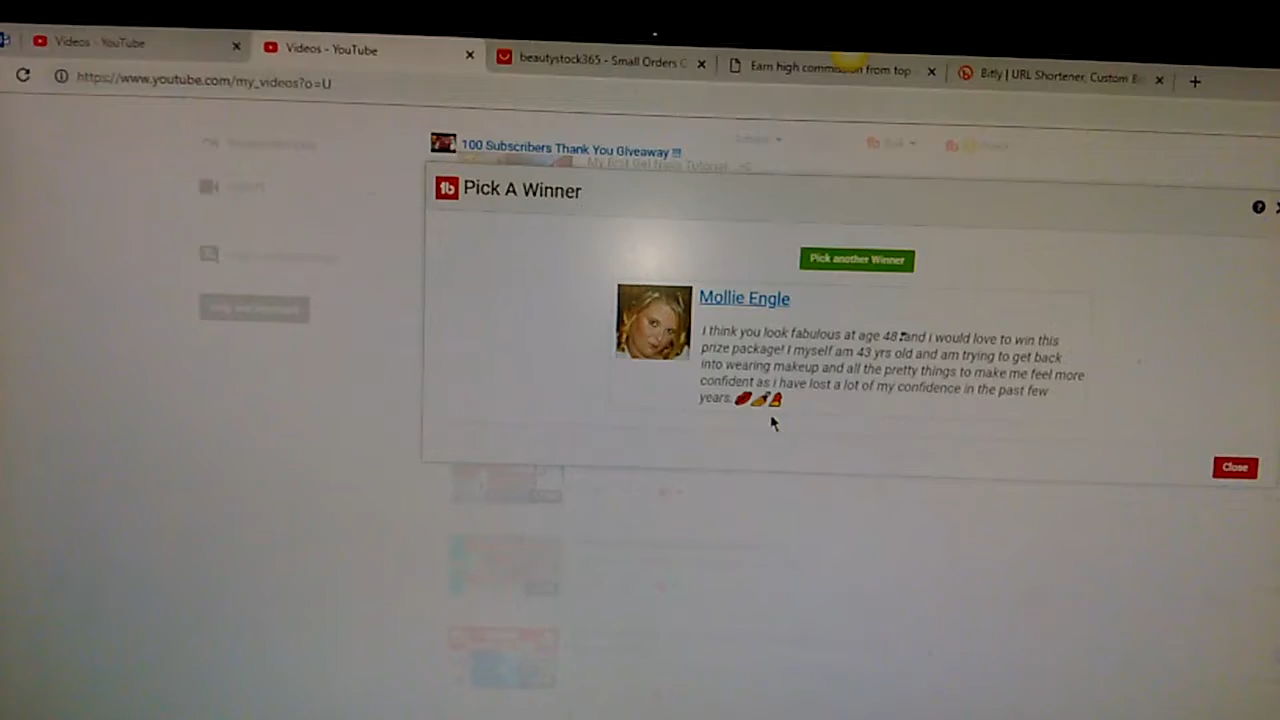 Videos - YouTube
Videos - YouTube
beautystock365 - Small Orders
Earn high commission from top
Bitly | URL Shortener, Custom
https://www.youtube.com/my_videos?o=U
100 Subscribers Thank You Giveaway !!!
tb Pick A Winner
Pick another Winner
Mollie Engle
I think you look fabulous at age 48 and i would love to win this
prize package! I myself am 43 yrs old and am trying to get back
into wearing makeup and all the pretty things to make me feel more
confident as i have lost a lot of my confidence in the past few
years.
Close